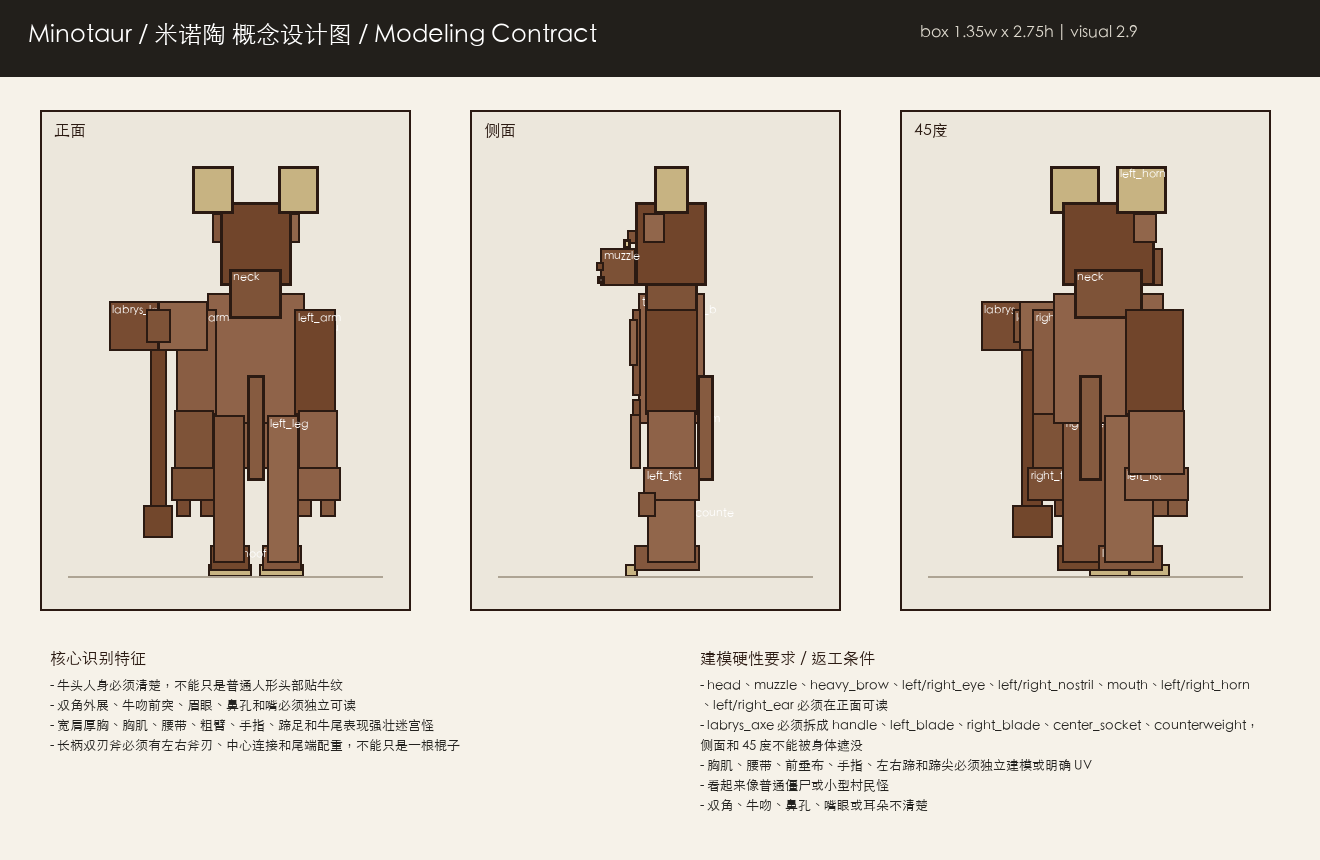 Minotaur / 米诺陶 概念设计图 / Modeling Contract
box 1.35w x 2.75h | visual 2.9
正面
neck
labrys_
arm
left_arm
left_leg
侧面
muzzle
left_fist
counte
45度
left_horn
neck
labrys
righ
right_f
left_fist
核心识别特征
- 牛头人身必须清楚，不能只是普通人形头部贴牛纹
- 双角外展、牛吻前突、眉眼、鼻孔和嘴必须独立可读
- 宽肩厚胸、胸肌、腰带、粗臂、手指、蹄足和牛尾表现强壮迷宫怪
- 长柄双刃斧必须有左右斧刃、中心连接和尾端配重，不能只是一根棍子
建模硬性要求 / 返工条件
- head、muzzle、heavy_brow、left/right_eye、left/right_nostril、mouth、left/right_horn
、left/right_ear 必须在正面可读
- labrys_axe 必须拆成 handle、left_blade、right_blade、center_socket、counterweight，
侧面和 45 度不能被身体遮没
- 胸肌、腰带、前垂布、手指、左右蹄和蹄尖必须独立建模或明确 UV
- 看起来像普通僵尸或小型村民怪
- 双角、牛吻、鼻孔、嘴眼或耳朵不清楚